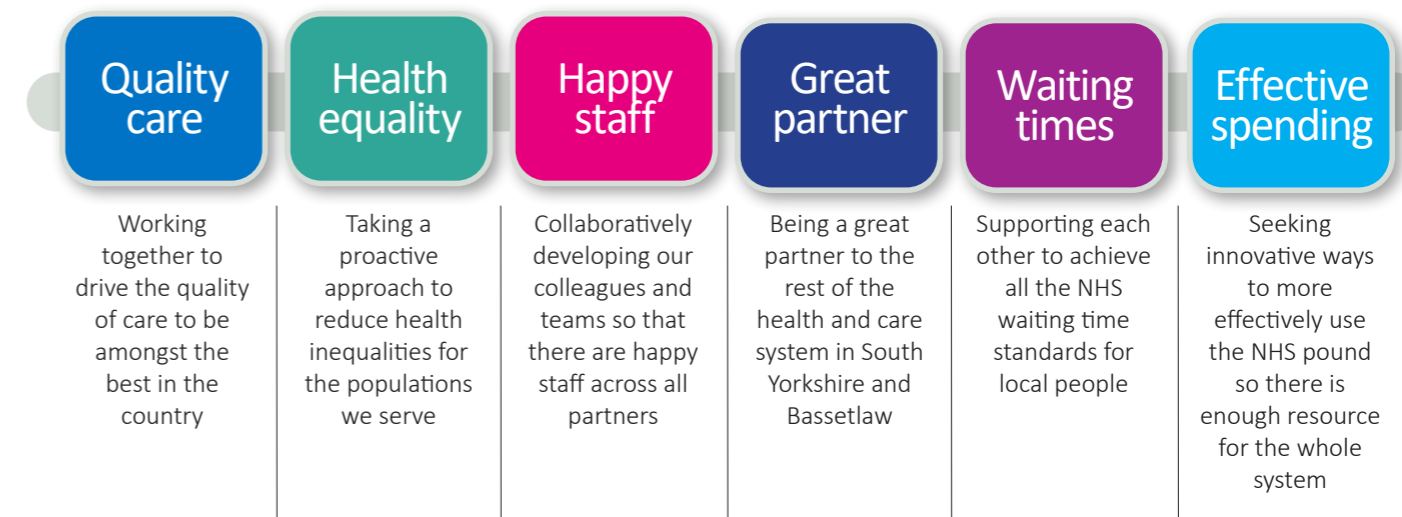 Quality
care
Health
equality
Happy
staff
Great
partner
Waiting
times
Effective
spending
Working
together to
drive the quality
of care to be
amongst the
best in the
country
Taking a
proactive
approach to
reduce health
inequalities for
the populations
we serve
Collaboratively
developing our
colleagues and
teams so that
there are happy
staff across all
partners
Being a great
partner to the
rest of the
health and care
system in South
Yorkshire and
Bassetlaw
Supporting each
other to achieve
all the NHS
waiting time
standards for
local people
Seeking
innovative ways
to more
effectively use
the NHS pound
so there is
enough resource
for the whole
system